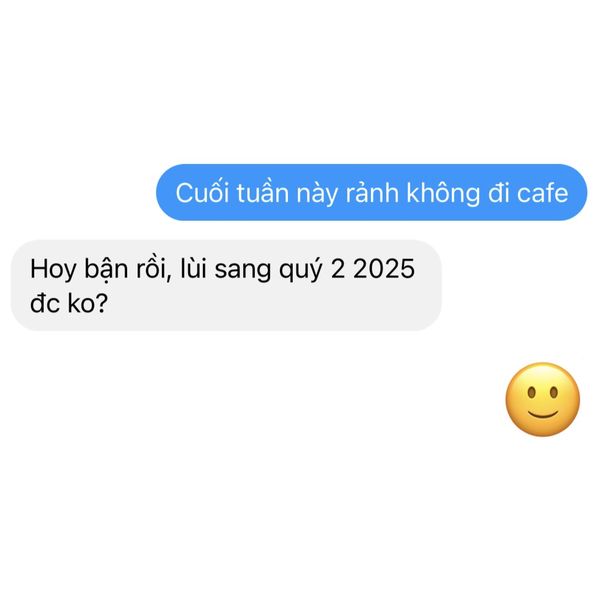 Cuối tuần này rảnh không đi cafe
Hoy bận rồi, lùi sang quý 2 2025
đc ko?